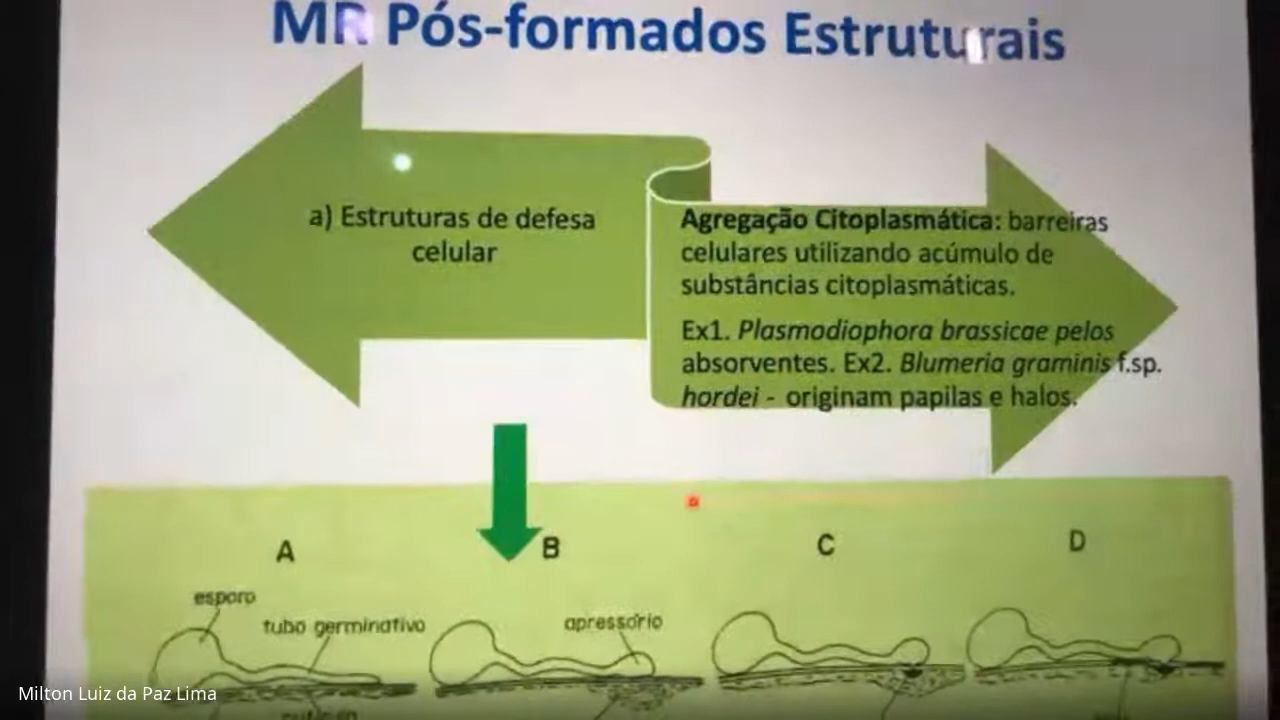 MR Pós-formados Estruturais
a) Estruturas de defesa
celular
Agregação Citoplasmática: barreiras
celulares utilizando acúmulo de
substâncias citoplasmáticas.
Ex1. Plasmodiophora brassicae pelos
absorventes. Ex2. Blumeria graminis f.sp.
hordei - originam papilas e halos.
A
B
C
D
esporo
tubo germinativo
apressório
Milton Luiz da Paz Lima